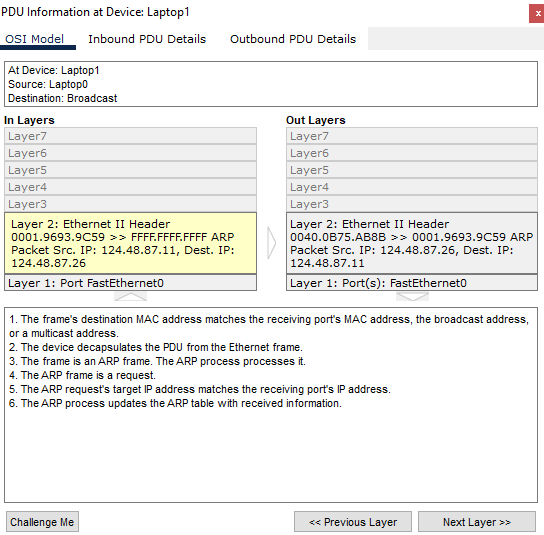 PDU Information at Device: Laptop1
x
OSI Model Inbound PDU Details Outbound PDU Details
At Device: Laptop1
Source: Laptop0
Destination: Broadcast
In Layers
Layer7
Layer6
Layer5
Layer4
Layer3
Layer 2: Ethernet II Header
0001.9693.9C59 >> FFFF.FFFF.FFFF ARP
Packet Src. IP: 124.48.87.11, Dest. IP:
124.48.87.26
Layer 1: Port FastEthernet0
Out Layers
Layer7
Layer6
Layer5
Layer4
Layer3
Layer 2: Ethernet II Header
0040.0B75.AB8B >> 0001.9693.9C59 ARP
Packet Src. IP: 124.48.87.26, Dest. IP:
124.48.87.11
Layer 1: Port(s): FastEthernet0
1. The frame's destination MAC address matches the receiving port's MAC address, the broadcast address,
or a multicast address.
2. The device decapsulates the PDU from the Ethernet frame.
3. The frame is an ARP frame. The ARP process processes it.
4. The ARP frame is a request.
5. The ARP request's target IP address matches the receiving port's IP address.
6. The ARP process updates the ARP table with received information.
Challenge Me << Previous Layer Next Layer >>